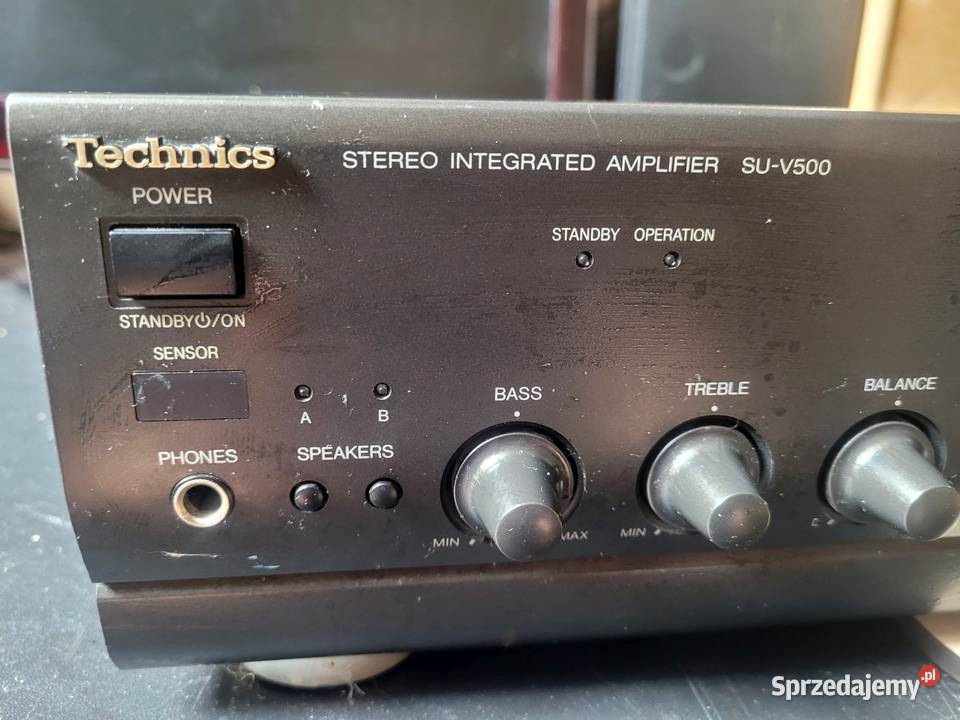 Technics
STEREO INTEGRATED AMPLIFIER SU-V500
POWER
STANDBY OPERATION
STANDBY⏻/ON
SENSOR
A B
BASS
TREBLE
BALANCE
PHONES
SPEAKERS
MIN MAX
MIN
Sprzedajemy.pl